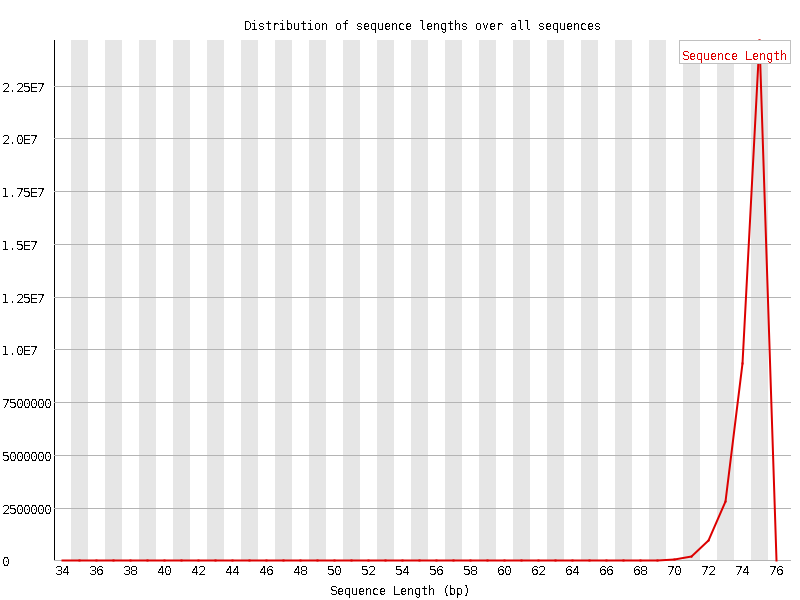 Distribution of sequence lengths over all sequences
Sequence Length
2.25E7
2.0E7
1.75E7
1.5E7
1.25E7
1.0E7
7500000
5000000
2500000
0
34 36 38 40 42 44 46 48 50 52 54 56 58 60 62 64 66 68 70 72 74 76
Sequence Length (bp)